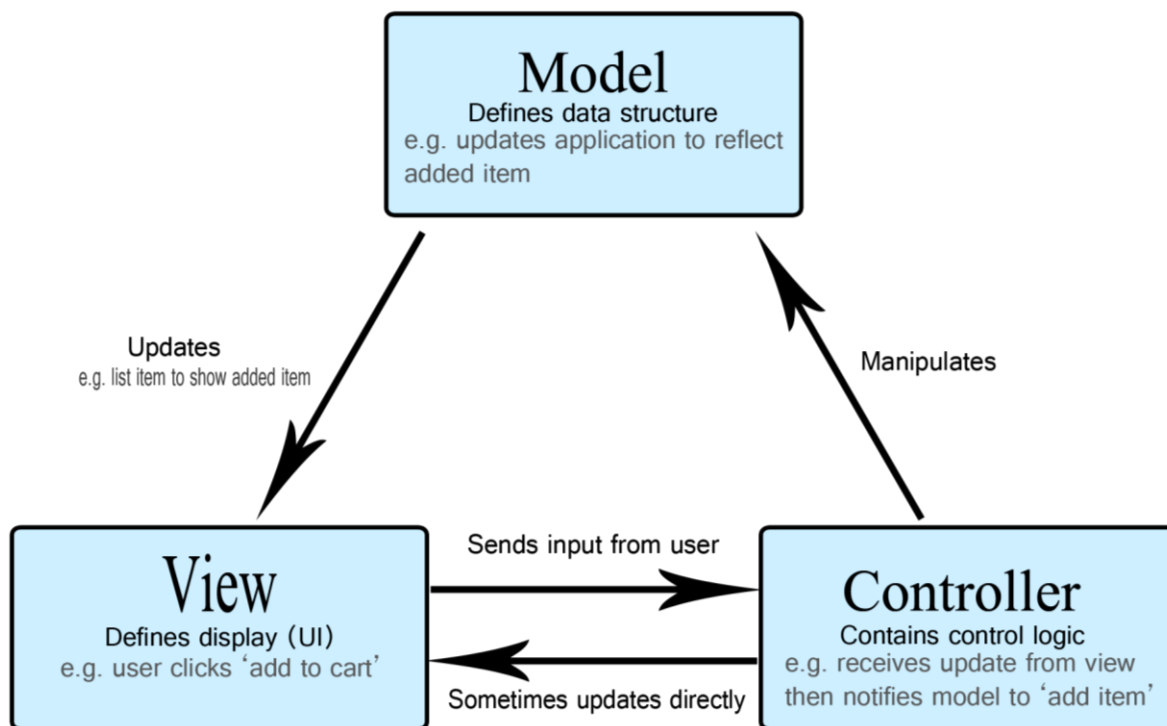 Model
Defines data structure
e.g. updates application to reflect
added item
Updates
e.g. list item to show added item
Manipulates
View
Defines display (UI)
e.g. user clicks ‘add to cart’
Sends input from user
Sometimes updates directly
Controller
Contains control logic
e.g. receives update from view
then notifies model to ‘add item’